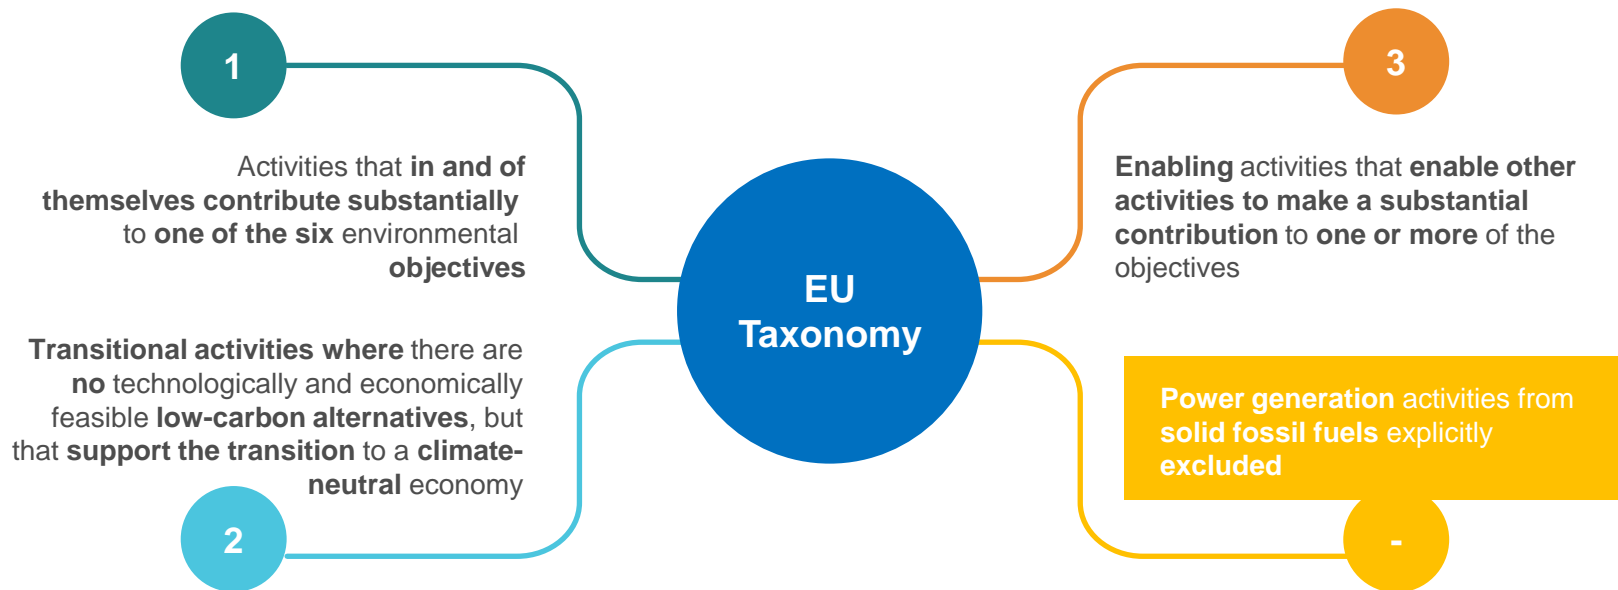 1
Activities that in and of
themselves contribute substantially
to one of the six environmental
objectives
Transitional activities where there are
no technologically and economically
feasible low-carbon alternatives, but
that support the transition to a climate-
neutral economy
2
EU
Taxonomy
3
Enabling activities that enable other
activities to make a substantial
contribution to one or more of the
objectives
Power generation activities from
solid fossil fuels explicitly
excluded
-